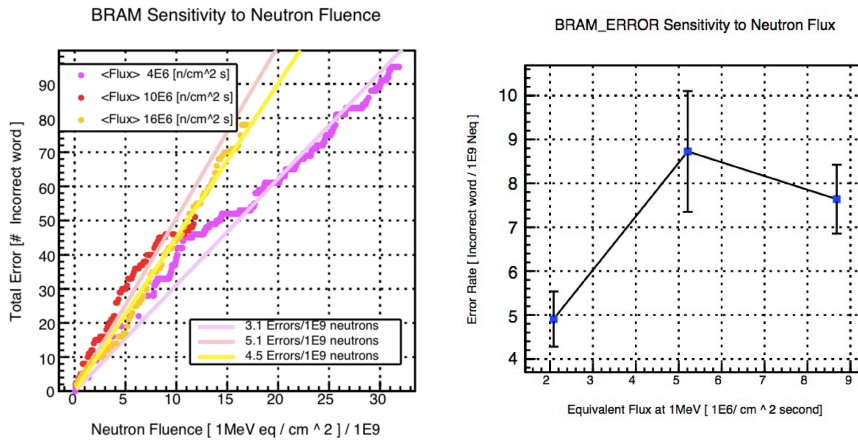 BRAM Sensitivity to Neutron Fluence
Total Error [# Incorrect word ]
90
80
70
60
50
40
30
20
10
0
<Flux> 4E6 [n/cm^2 s]
<Flux> 10E6 [n/cm^2 s]
<Flux> 16E6 [n/cm^2 s]
3.1 Errors/1E9 neutrons
5.1 Errors/1E9 neutrons
4.5 Errors/1E9 neutrons
0 5 10 15 20 25 30
Neutron Fluence [ 1MeV eq / cm ^ 2 ] / 1E9
BRAM_ERROR Sensitivity to Neutron Flux
Error Rate [ Incorrect word / 1E9 Neq ]
10
9
8
7
6
5
4
2 3 4 5 6 7 8 9
Equivalent Flux at 1MeV [ 1E6/ cm ^ 2 second]